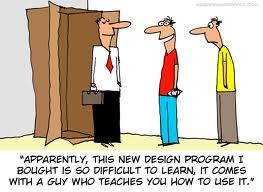 "APPARENTLY, THIS NEW DESIGN PROGRAM I
BOUGHT IS SO DIFFICULT TO LEARN, IT COMES
WITH A GUY WHO TEACHES YOU HOW TO USE IT."